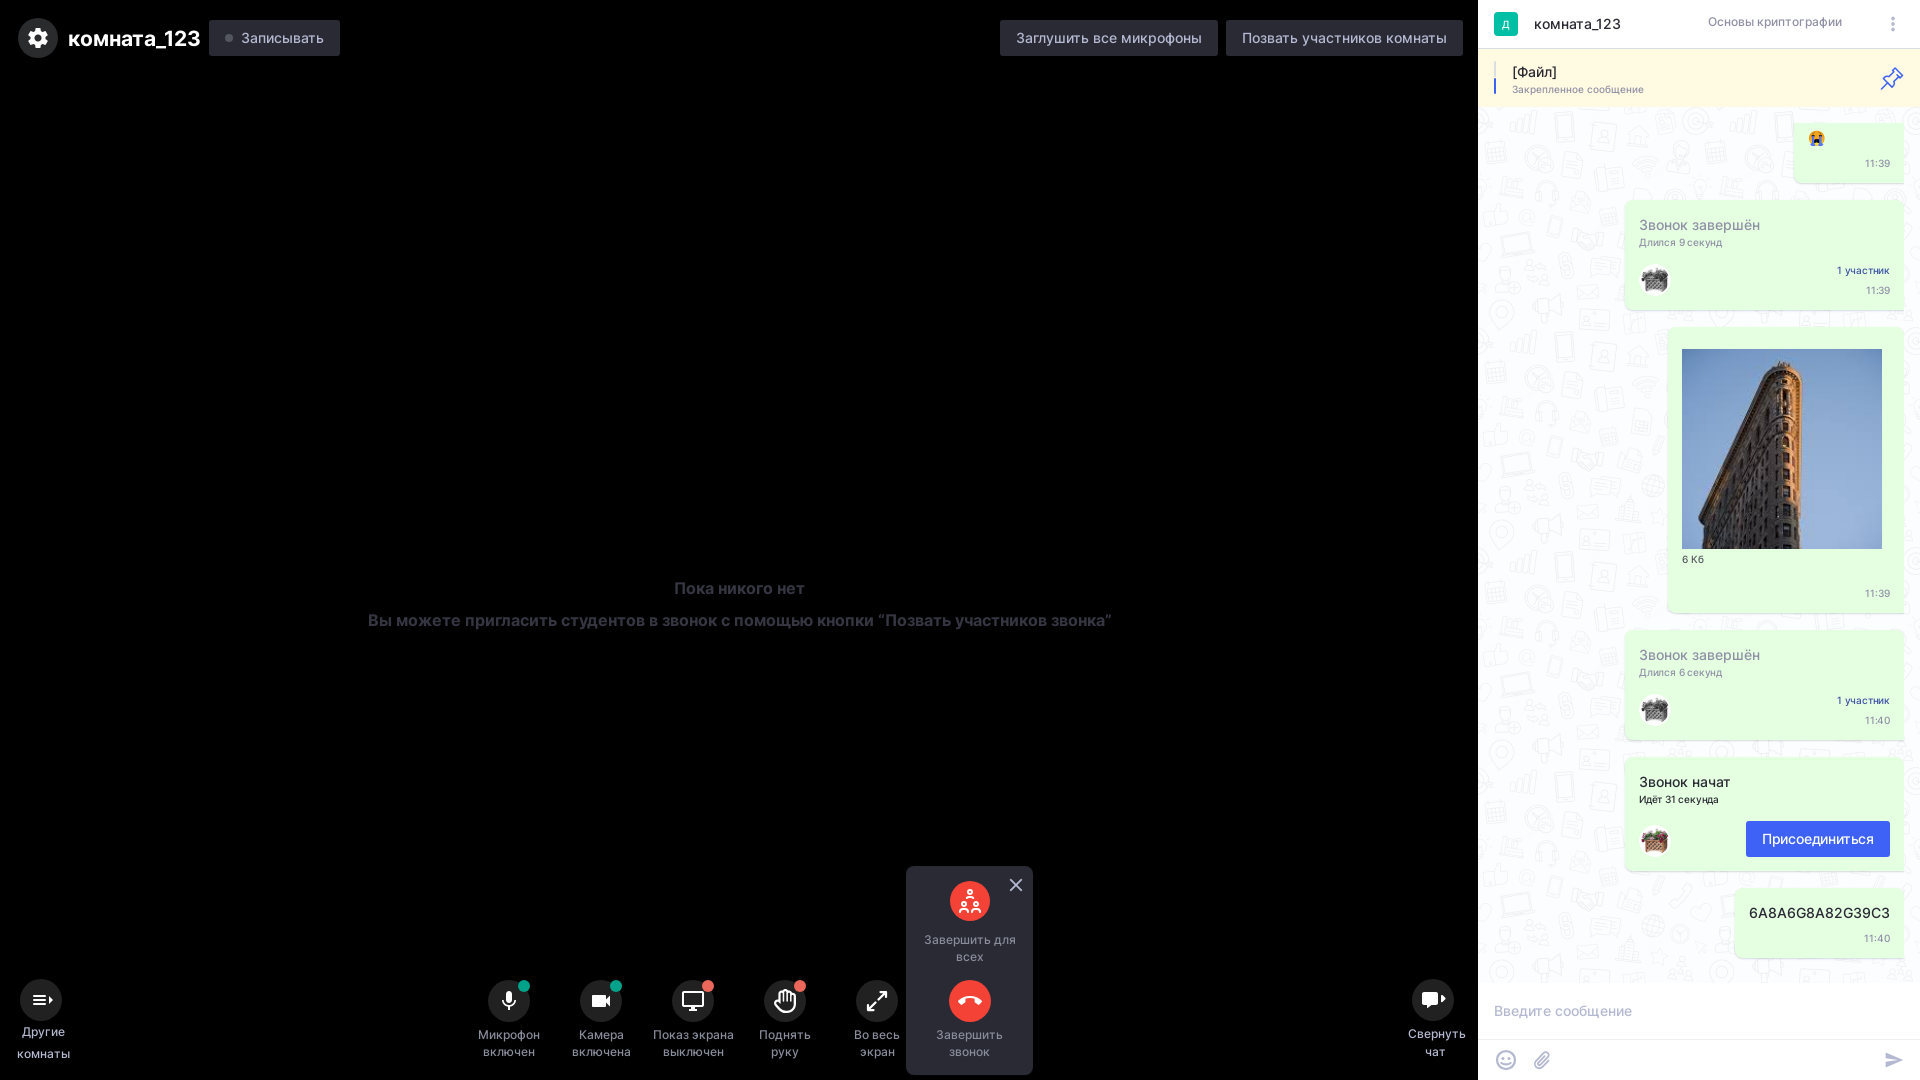 комната_123
Записывать
Заглушить все микрофоны
Позвать участников комнаты
Пока никого нет
Вы можете пригласить студентов в звонок с помощью кнопки “Позвать участников звонка”
Другие
комнаты
Микрофон
включен
Камера
включена
Показ экрана
выключен
Поднять
руку
Во весь
экран
Завершить для
всех
Завершить
звонок
Свернуть
чат
Д
комната_123
Основы криптографии
[Файл]
Закрепленное сообщение
11:39
Звонок завершён
Длился 9 секунд
1 участник
11:39
6 Кб
11:39
Звонок завершён
Длился 6 секунд
1 участник
11:40
Звонок начат
Идёт 31 секунда
Присоединиться
6A8A6G8A82G39C3
11:40
Введите сообщение